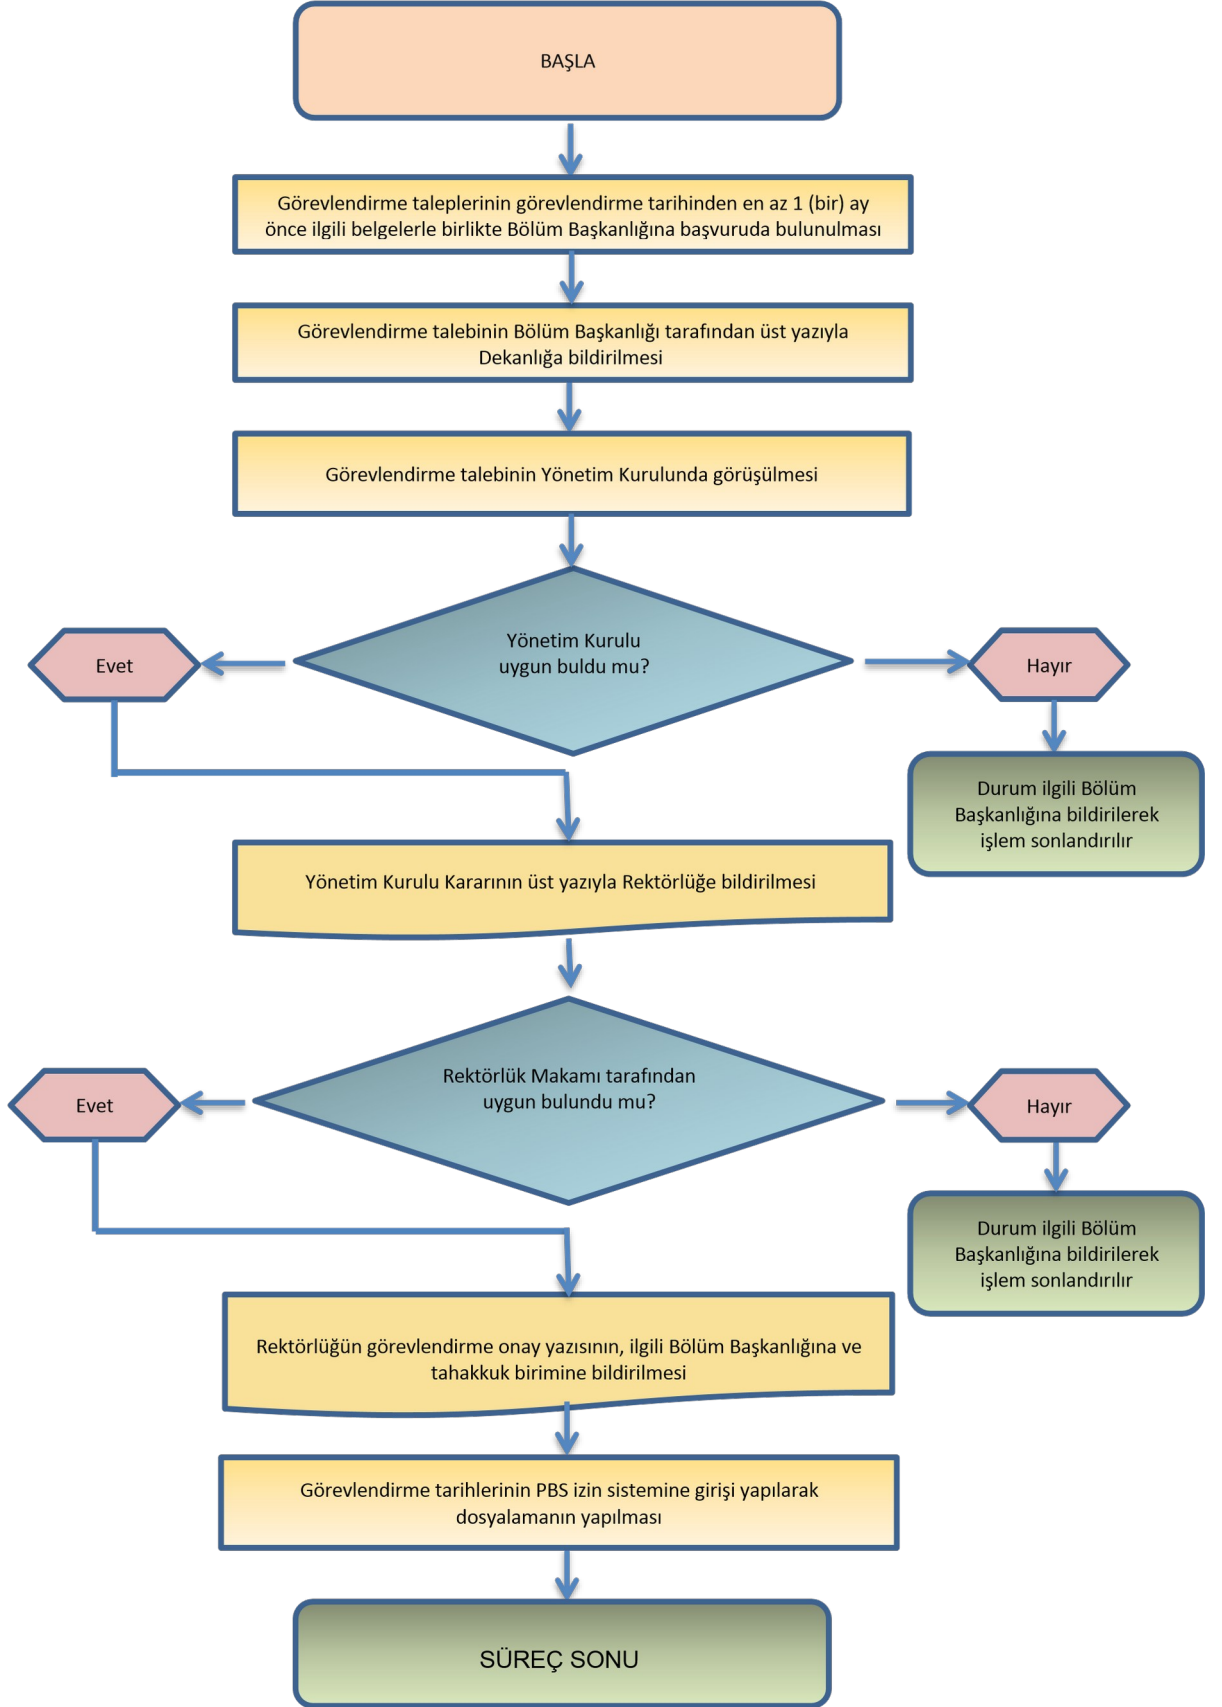 BAŞLA
Görevlendirme taleplerinin görevlendirme tarihinden en az 1 (bir) ay
önce ilgili belgelerle birlikte Bölüm Başkanlığına başvuruda bulunulması
Görevlendirme talebinin Bölüm Başkanlığı tarafından üst yazıyla
Dekanlığa bildirilmesi
Görevlendirme talebinin Yönetim Kurulunda görüşülmesi
Yönetim Kurulu
uygun buldu mu?
Evet
Hayır
Durum ilgili Bölüm
Başkanlığına bildirilerek
işlem sonlandırılır
Yönetim Kurulu Kararının üst yazıyla Rektörlüğe bildirilmesi
Rektörlük Makamı tarafından
uygun bulundu mu?
Evet
Hayır
Durum ilgili Bölüm
Başkanlığına bildirilerek
işlem sonlandırılır
Rektörlüğün görevlendirme onay yazısının, ilgili Bölüm Başkanlığına ve
tahakkuk birimine bildirilmesi
Görevlendirme tarihlerinin PBS izin sistemine girişi yapılarak
dosyalamanın yapılması
SÜREÇ SONU